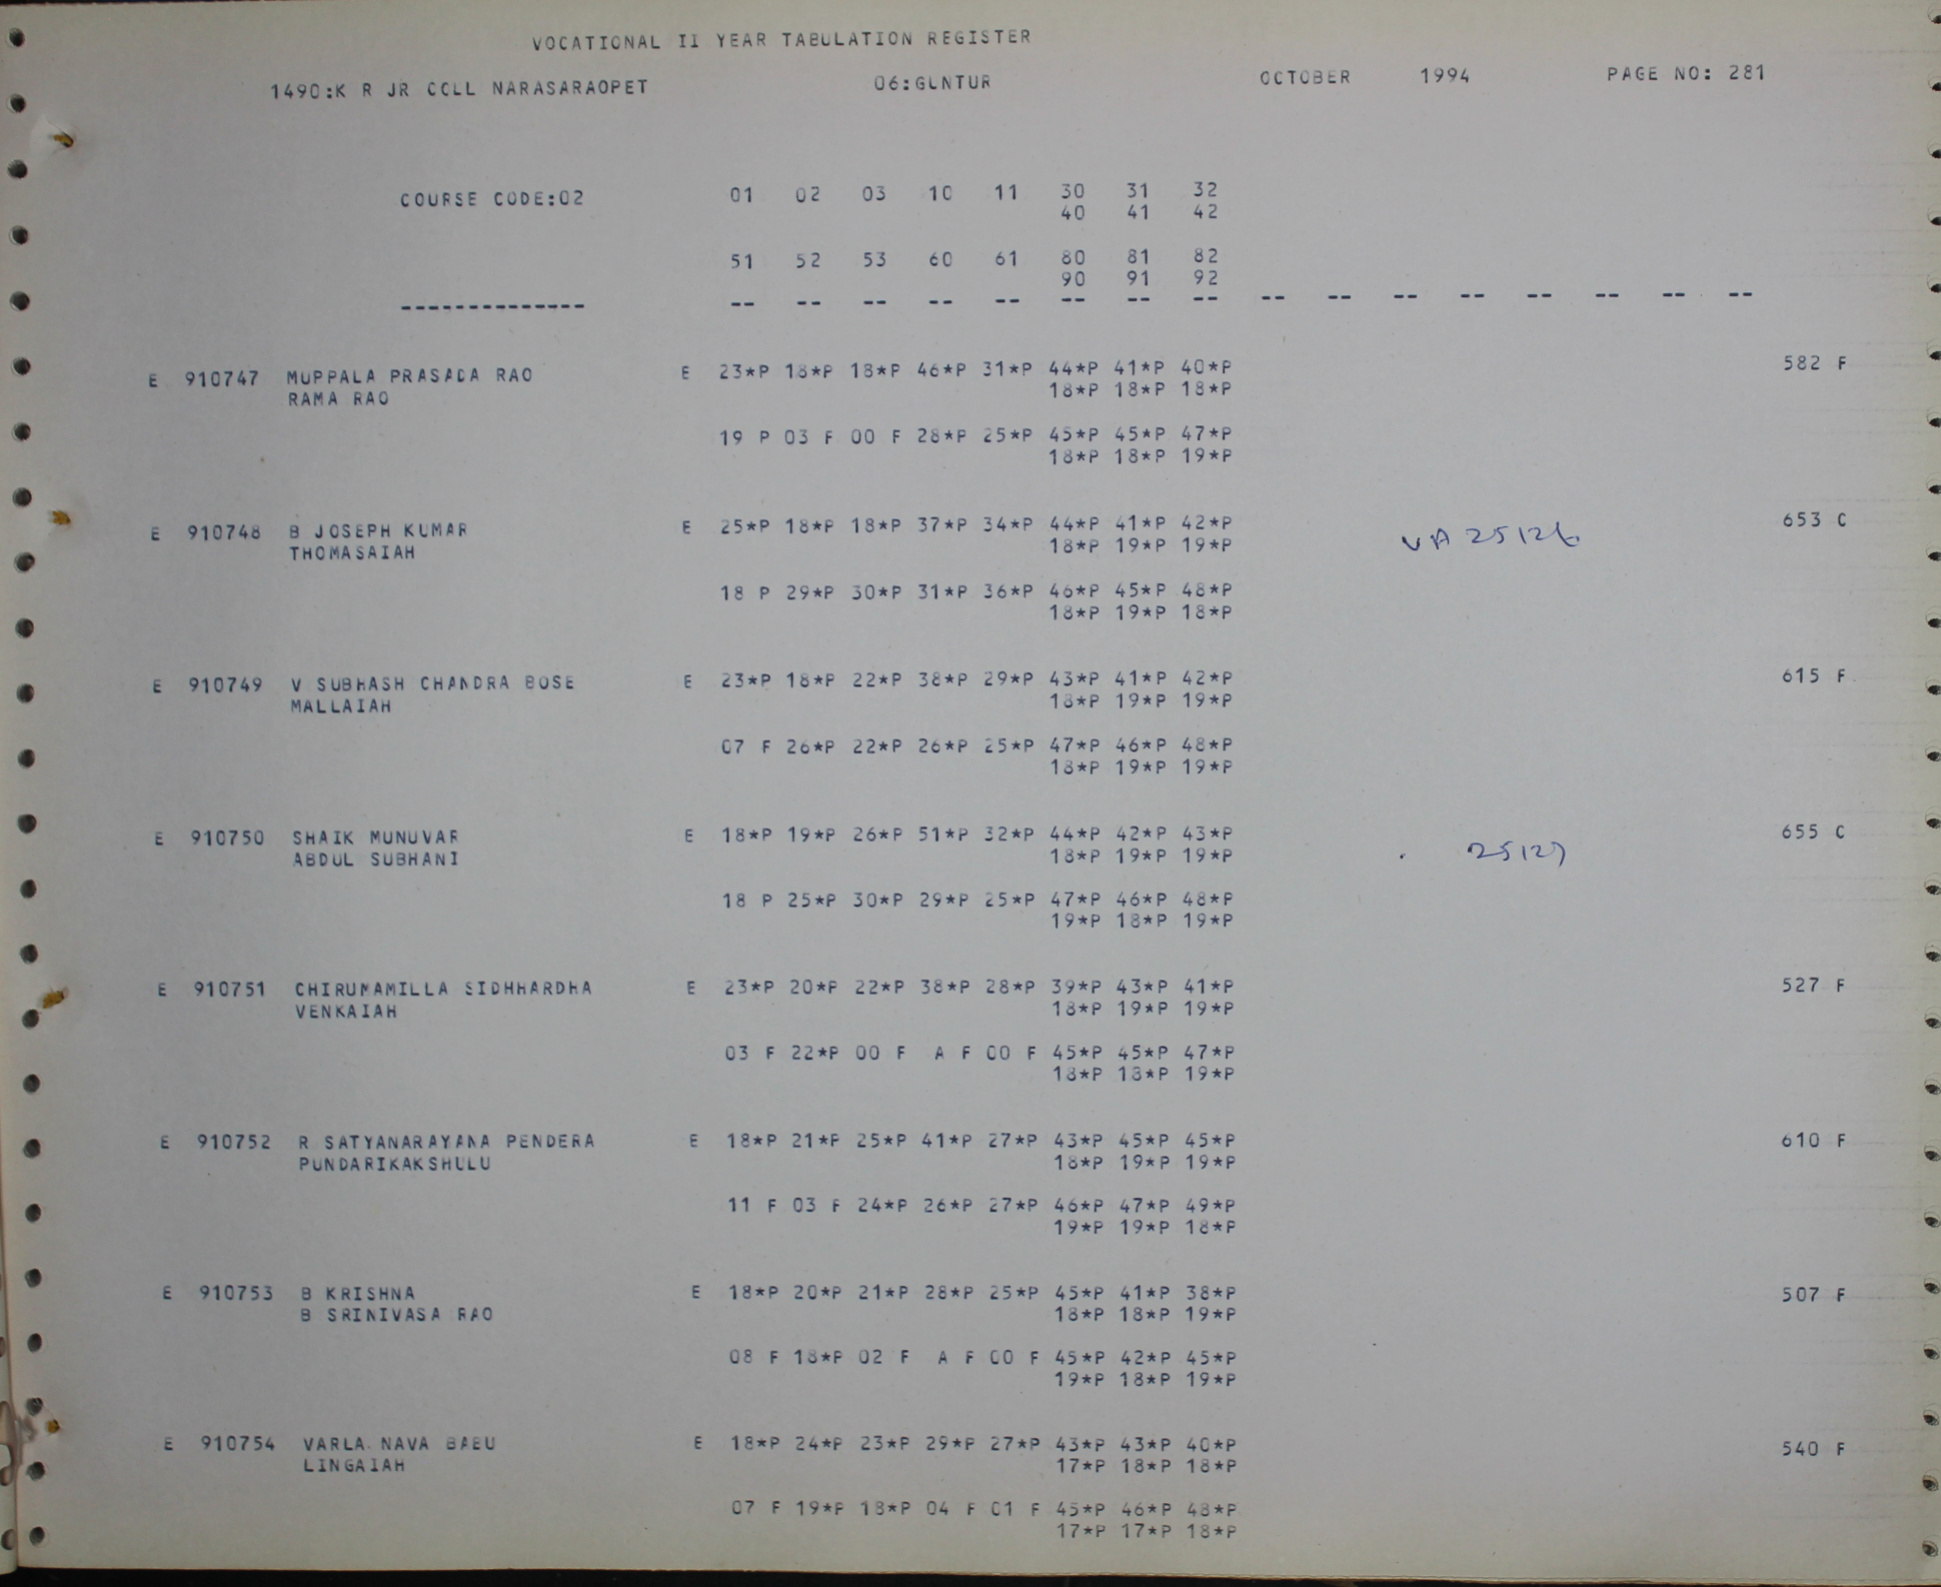 VOCATIONAL II YEAR TABULATION REGISTER
1490:K R JR COLL NARASARAOPET 06:GUNTUR OCTOBER 1994 PAGE NO: 281
COURSE CODE:02 01 02 03 10 11 30 31 32
40 41 42
51 52 53 60 61 80 81 82
90 91 92
-------------- -- -- -- -- -- -- -- -- -- -- -- -- -- -- -- --
E 910747 MUPPALA PRASADA RAO E 23*P 18*P 18*P 46*P 31*P 44*P 41*P 40*P 582 F
RAMA RAO 18*P 18*P 18*P
19 P 03 F 00 F 28*P 25*P 45*P 45*P 47*P
18*P 18*P 19*P
E 910748 B JOSEPH KUMAR E 25*P 18*P 18*P 37*P 34*P 44*P 41*P 42*P 653 C
THOMASAIAH 18*P 19*P 19*P VA 25126
18 P 29*P 30*P 31*P 36*P 46*P 45*P 48*P
18*P 19*P 18*P
E 910749 V SUBHASH CHANDRA BOSE E 23*P 18*P 22*P 38*P 29*P 43*P 41*P 42*P 615 F
MALLAIAH 18*P 19*P 19*P
07 F 26*P 22*P 26*P 25*P 47*P 46*P 48*P
18*P 19*P 19*P
E 910750 SHAIK MUNUVAR E 18*P 19*P 26*P 51*P 32*P 44*P 42*P 43*P 655 C
ABDUL SUBHANI 18*P 19*P 19*P 25127
18 P 25*P 30*P 29*P 25*P 47*P 46*P 48*P
19*P 18*P 19*P
E 910751 CHIRUMAMILLA SIDHHARDHA E 23*P 20*P 22*P 38*P 28*P 39*P 43*P 41*P 527 F
VENKAIAH 18*P 19*P 19*P
03 F 22*P 00 F A F 00 F 45*P 45*P 47*P
18*P 18*P 19*P
E 910752 R SATYANARAYANA PENDERA E 18*P 21*P 25*P 41*P 27*P 43*P 45*P 45*P 610 F
PUNDARIKAKSHULU 18*P 19*P 19*P
11 F 03 F 24*P 26*P 27*P 46*P 47*P 49*P
19*P 19*P 18*P
E 910753 B KRISHNA E 18*P 20*P 21*P 28*P 25*P 45*P 41*P 38*P 507 F
B SRINIVASA RAO 18*P 18*P 19*P
08 F 18*P 02 F A F 00 F 45*P 42*P 45*P
19*P 18*P 19*P
E 910754 VARLA NAVA BABU E 18*P 24*P 23*P 29*P 27*P 43*P 43*P 40*P 540 F
LINGAIAH 17*P 18*P 18*P
07 F 19*P 18*P 04 F 01 F 45*P 46*P 48*P
17*P 17*P 18*P